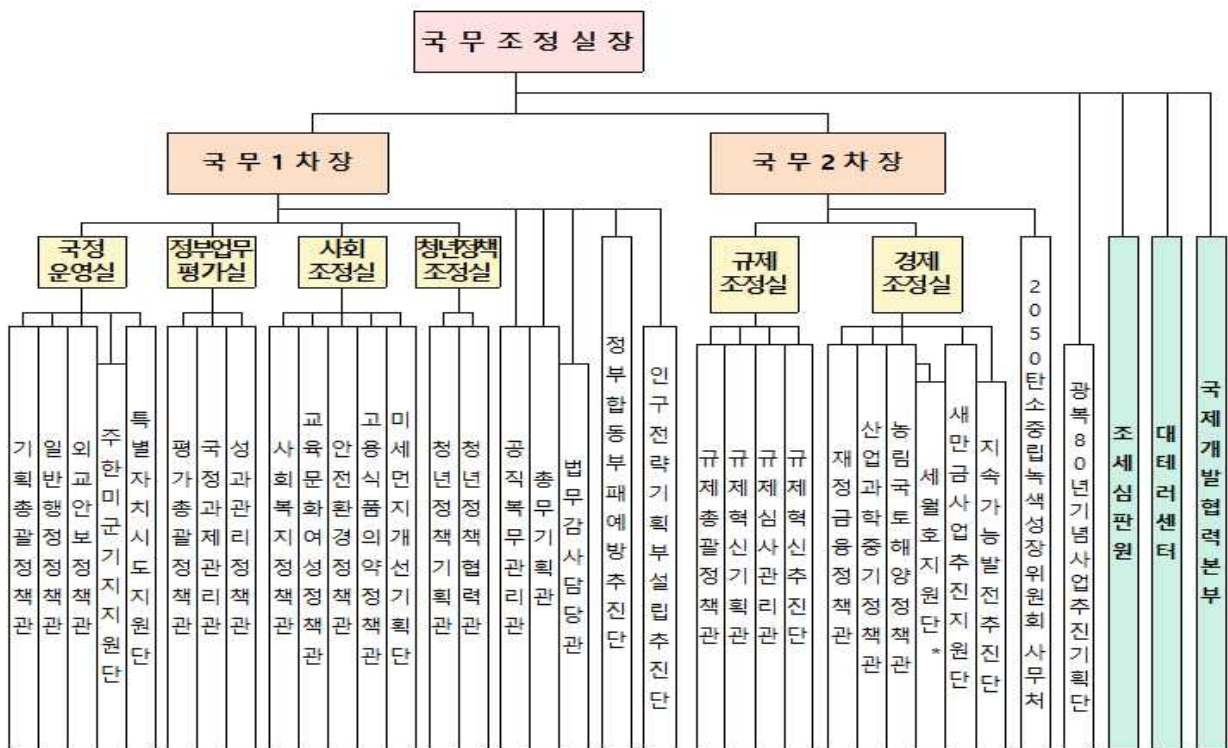 국무조정실장
국무1차장
국무2차장
국정
운영실
정부업무
평가실
사회
조정실
청년정책
조정실
규제
조정실
경제
조정실
기획총괄정책관
일반행정정책관
외교안보정책관
주한미군기지지원단
특별자치시도지원단
평가총괄정책관
국정과제관리관
성과관리정책관
사회복지정책관
교육문화여성정책관
안전환경정책관
고용식품의약정책관
미세먼지개선기획단
청년정책기획관
청년정책협력관
공직복무관리관
총무기획관
법무감사담당관
정부합동부패예방추진단
인구전략기획부설립추진단
규제총괄정책관
규제혁신기획관
규제심사관리관
규제혁신추진단
재정금융정책관
산업과학중기정책관
농림국토해양정책관
세월호지원단*
새만금사업추진지원단
지속가능발전추진단
2050탄소중립녹색성장위원회 사무처
광복80년기념사업추진기획단
조세심판원
대테러센터
국제개발협력본부